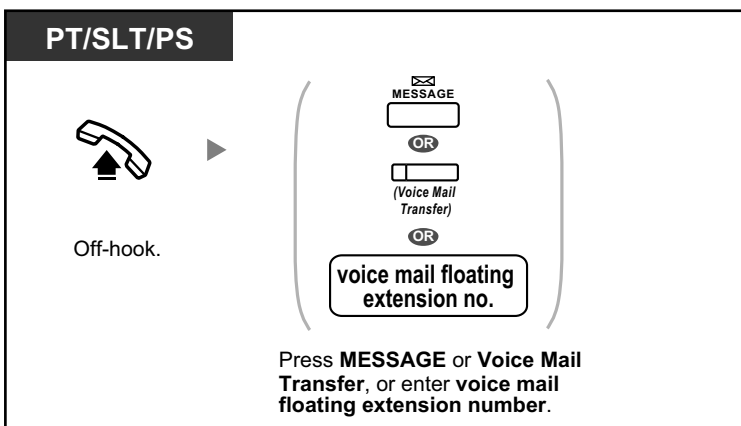 PT/SLT/PS
MESSAGE
OR
(Voice Mail
Transfer)
OR
voice mail floating
extension no.
Off-hook.
Press MESSAGE or Voice Mail
Transfer, or enter voice mail
floating extension number.